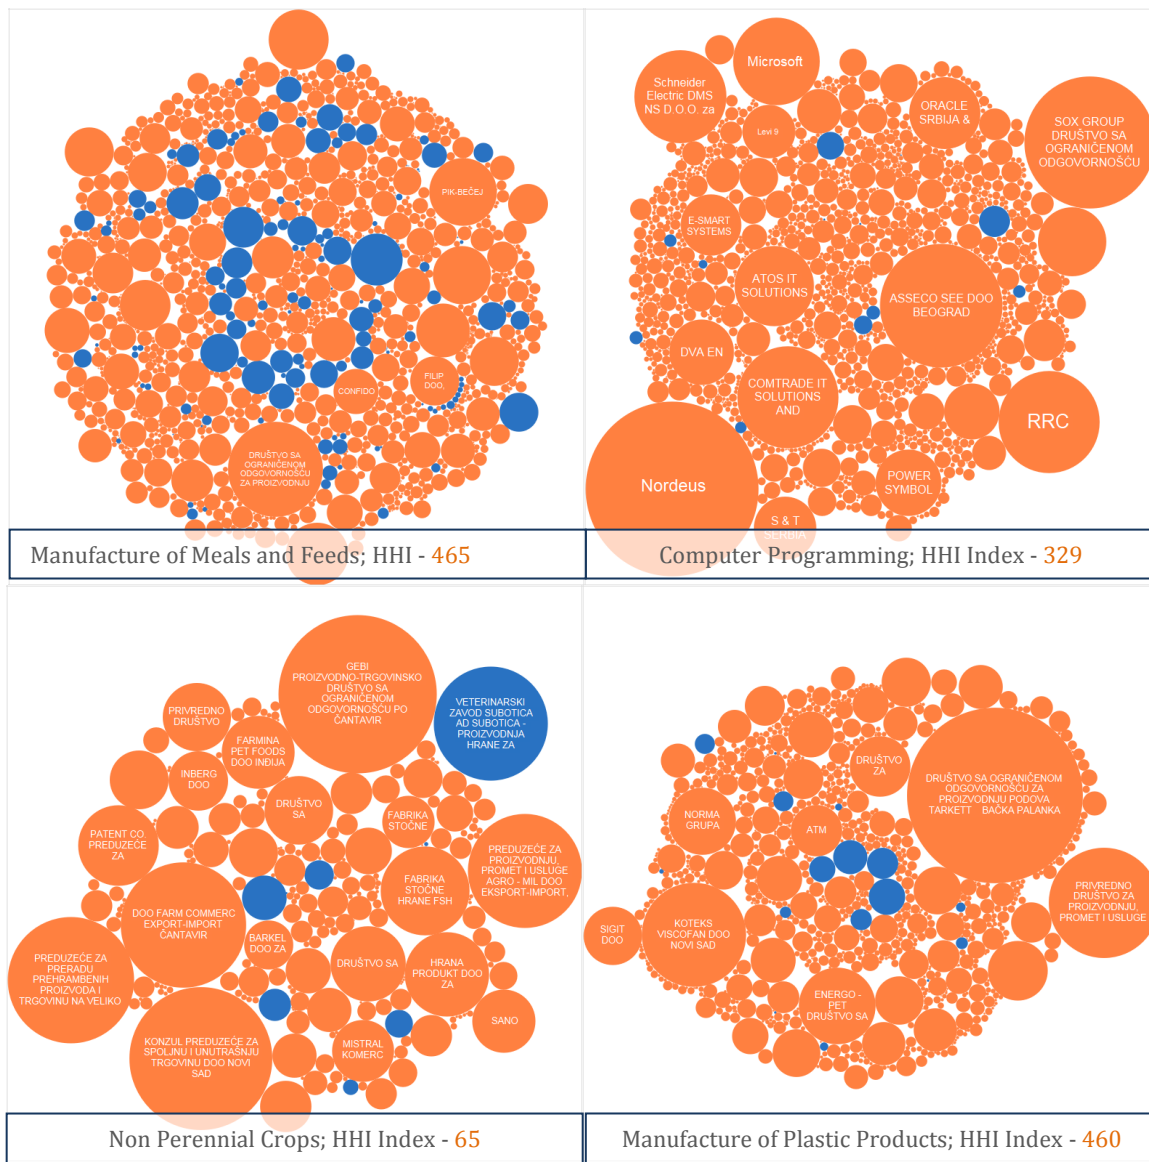 PIK-BEČEJ
FILIP
DOO,
CONFIDO
DRUŠTVO SA
OGRANIČENOM
ODGOVORNOŠĆU
ZA PROIZVODNJU
Manufacture of Meals and Feeds; HHI - 465
Microsoft
Schneider
Electric DMS
NS D.O.O. za
Levi 9
ORACLE
SRBIJA &
SOX GROUP
DRUŠTVO SA
OGRANIČENOM
ODGOVORNOŠĆU
E-SMART
SYSTEMS
ATOS IT
SOLUTIONS
ASSECO SEE DOO
BEOGRAD
DVA EN
COMTRADE IT
SOLUTIONS
AND
RRC
Nordeus
POWER
SYMBOL
S & T
SERBIA
Computer Programming; HHI Index - 329
GEBI
PROIZVODNO-TRGOVINSKO
DRUŠTVO SA
OGRANIČENOM
ODGOVORNOŠĆU PO
ČANTAVIR
VETERINARSKI
ZAVOD SUBOTICA
AD SUBOTICA -
PROIZVODNJA
HRANE ZA
PRIVREDNO
DRUŠTVO
FARMINA
PET FOODS
DOO INĐIJA
INBERG
DOO
DRUŠTVO
SA
FABRIKA
STOČNE
PATENT CO.
PREDUZEĆE
ZA
PREDUZEĆE ZA
PROIZVODNJU,
PROMET I USLUGE
AGRO - MIL DOO
EKSPORT-IMPORT,
FABRIKA
STOČNE
HRANE FSH
DOO FARM COMMERC
EXPORT-IMPORT
ČANTAVIR
BARKEL
DOO ZA
DRUŠTVO SA
HRANA
PRODUKT DOO
ZA
PREDUZEĆE ZA
PRERADU
PREHRAMBENIH
PROIZVODA I
TRGOVINU NA VELIKO
SANO
KONZUL PREDUZEĆE ZA
SPOLJNU I UNUTRAŠNJU
TRGOVINU DOO NOVI
SAD
MISTRAL
KOMERC
Non Perennial Crops; HHI Index - 65
DRUŠTVO
ZA
DRUŠTVO SA OGRANIČENOM
ODGOVORNOŠĆU ZA
PROIZVODNJU PODOVA
TARKETT BAČKA PALANKA
NORMA
GRUPA
ATM
PRIVREDNO
DRUŠTVO ZA
PROIZVODNJU,
PROMET I USLUGE
KOTEKS
VISCOFAN DOO
NOVI SAD
SIGIT
DOO
ENERGO -
PET
DRUŠTVO SA
Manufacture of Plastic Products; HHI Index - 460